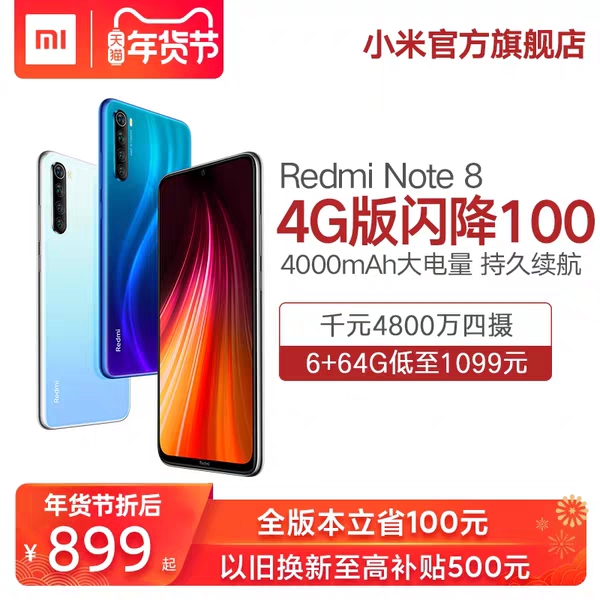 mi 天猫 年货节 小米官方旗舰店
Redmi Note 8
4G版闪降100
4000mAh大电量 持久续航
千元4800万四摄
6+64G低至1099元
Redmi
Redmi
Redmi
年货节折后
¥899起
全版本立省100元
以旧换新至高补贴500元